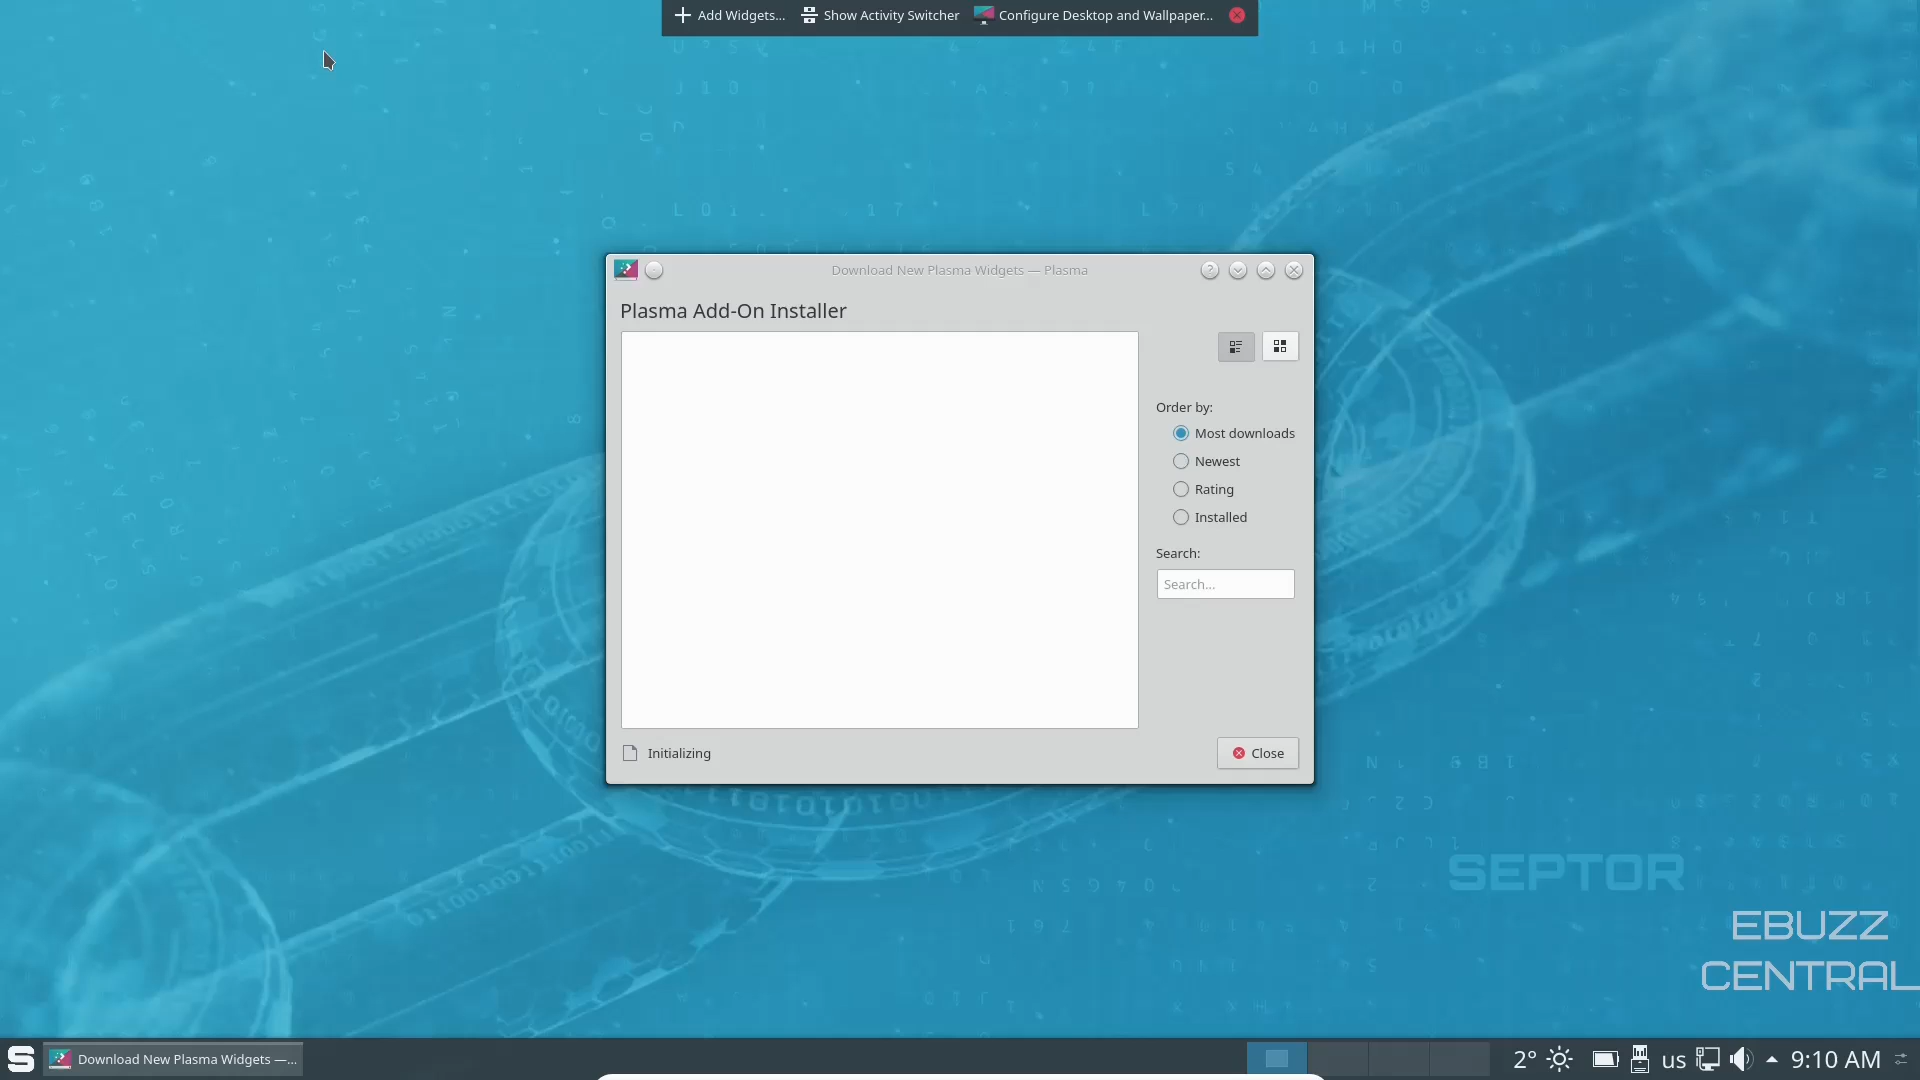 Add Widgets... Show Activity Switcher Configure Desktop and Wallpaper...
Download New Plasma Widgets — Plasma
Plasma Add-On Installer
Order by:
Most downloads
Newest
Rating
Installed
Search:
Search...
Initializing
Close
SEPTOR
EBUZZ
CENTRAL
Download New Plasma Widgets —...
2°
us
9:10 AM